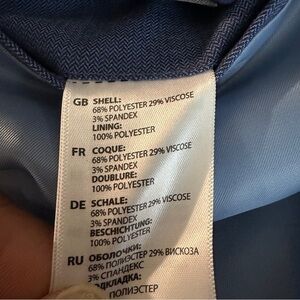 GB SHELL:
68% POLYESTER 29% VISCOSE
3% SPANDEX
LINING:
100% POLYESTER
FR COQUE:
68% POLYESTER 29% VISCOSE
3% SPANDEX
DOUBLURE:
100% POLYESTER
DE SCHALE:
68% POLYESTER 29% VISCOSE
3% SPANDEX
BESCHICHTUNG:
100% POLYESTER
RU ОБОЛОЧКИ:
68% ПОЛИЭСТЕР 29% ВИСКОЗА
3% СПАНДЕКС
ПОДКЛАДКА:
ПОЛИЭСТЕР